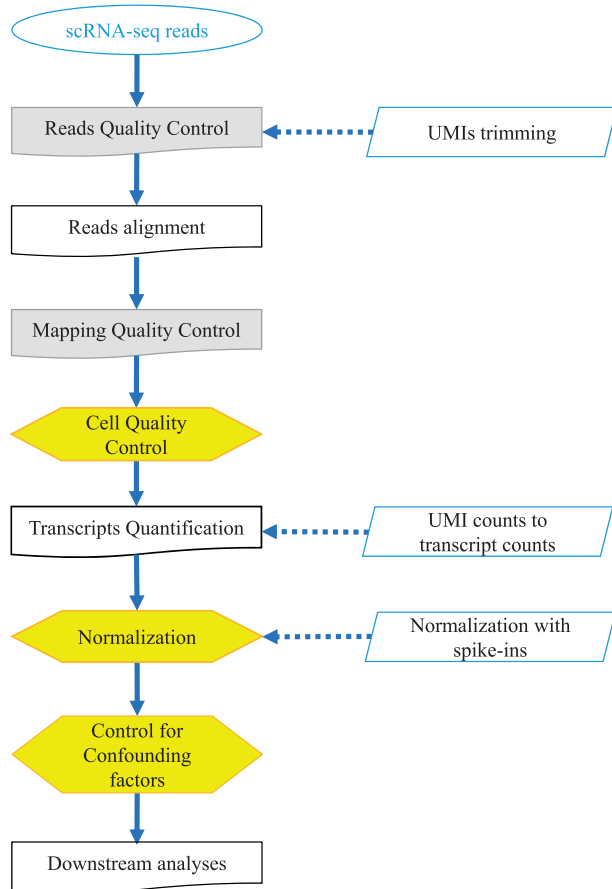 scRNA-seq reads
Reads Quality Control
UMIs trimming
Reads alignment
Mapping Quality Control
Cell Quality
Control
Transcripts Quantification
UMI counts to
transcript counts
Normalization
Normalization with
spike-ins
Control for
Confounding
factors
Downstream analyses